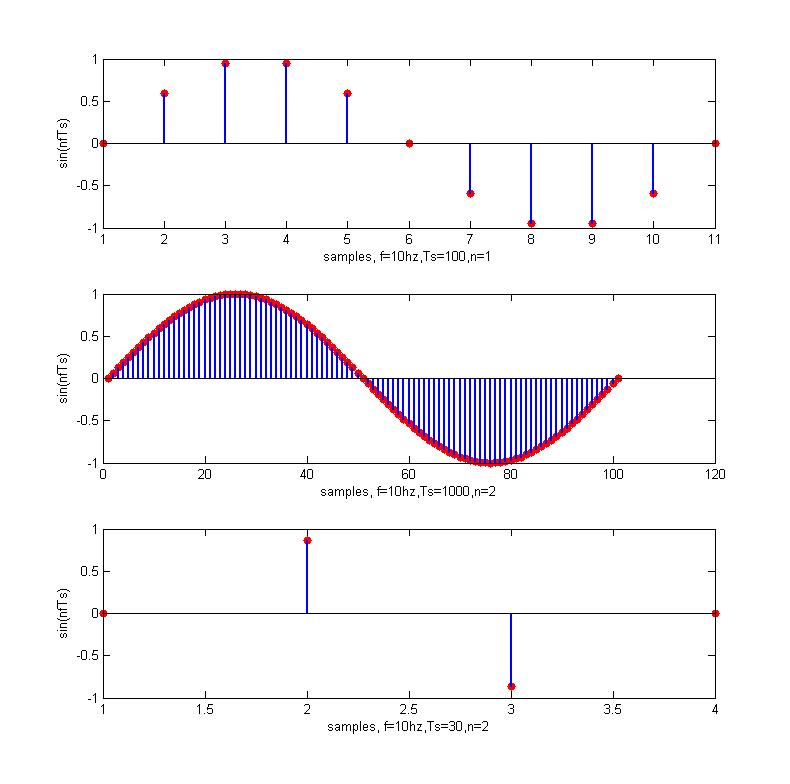 1
0.5
sin(nfTs)
0
-0.5
-1
1 2 3 4 5 6 7 8 9 10 11
samples, f=10hz,Ts=100,n=1
1
0.5
sin(nfTs)
0
-0.5
-1
0 20 40 60 80 100 120
samples, f=10hz,Ts=1000,n=2
1
0.5
sin(nfTs)
0
-0.5
-1
1 1.5 2 2.5 3 3.5 4
samples, f=10hz,Ts=30,n=2